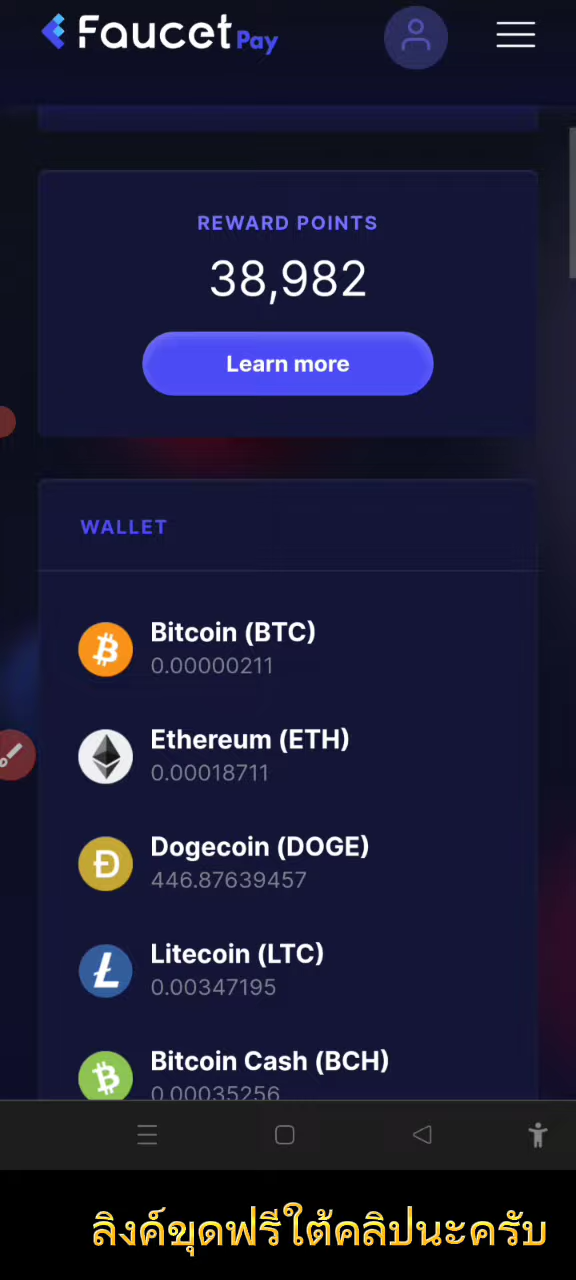 Faucet Pay
REWARD POINTS
38,982
Learn more
WALLET
Bitcoin (BTC)
0.00000211
Ethereum (ETH)
0.00018711
Dogecoin (DOGE)
446.87639457
Litecoin (LTC)
0.00347195
Bitcoin Cash (BCH)
0.00035256
ลิงค์ขุดฟรีใต้คลิปนะครับ